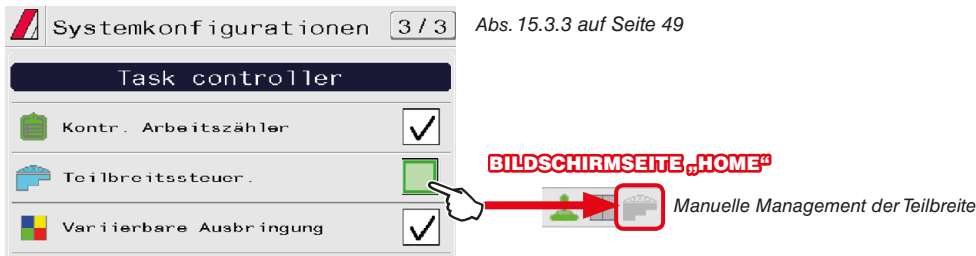 Systemkonfigurationen 3/3
Abs. 15.3.3 auf Seite 49
Task controller
Kontr. Arbeitszähler
Teilbreitssteuer.
BILDSCHIRMSEITE „HOME“
Manuelle Management der Teilbreite
Variierbare Ausbringung